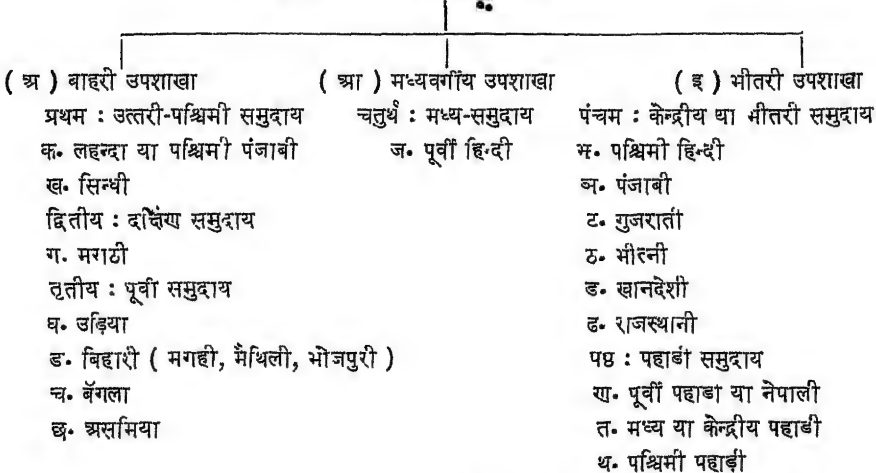 ( अ ) बाहरी उपशाखा
प्रथम : उत्तरी-पश्चिमी समुदाय
क. लहन्दा या पश्चिमी पंजाबी
ख. सिन्धी
द्वितीय : दक्षिण समुदाय
ग. मराठी
तृतीय : पूर्वी समुदाय
घ. उड़िया
ङ. बिहारी ( मगही, मैथिली, भोजपुरी )
च. बँगला
छ. असमिया
( आ ) मध्यवर्गीय उपशाखा
चतुर्थ : मध्य-समुदाय
ज. पूर्वी हिन्दी
( इ ) भीतरी उपशाखा
पंचम : केन्द्रीय या भीतरी समुदाय
झ. पश्चिमी हिन्दी
ञ. पंजाबी
ट. गुजराती
ठ. भीली
ड. खानदेशी
ढ. राजस्थानी
षष्ठ : पहाड़ी समुदाय
ण. पूर्वी पहाड़ी या नेपाली
त. मध्य या केन्द्रीय पहाड़ी
थ. पश्चिमी पहाड़ी